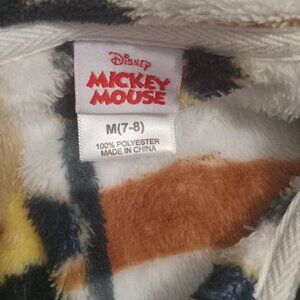 Disney
MICKEY
MOUSE
M(7-8)
100% POLYESTER
MADE IN CHINA